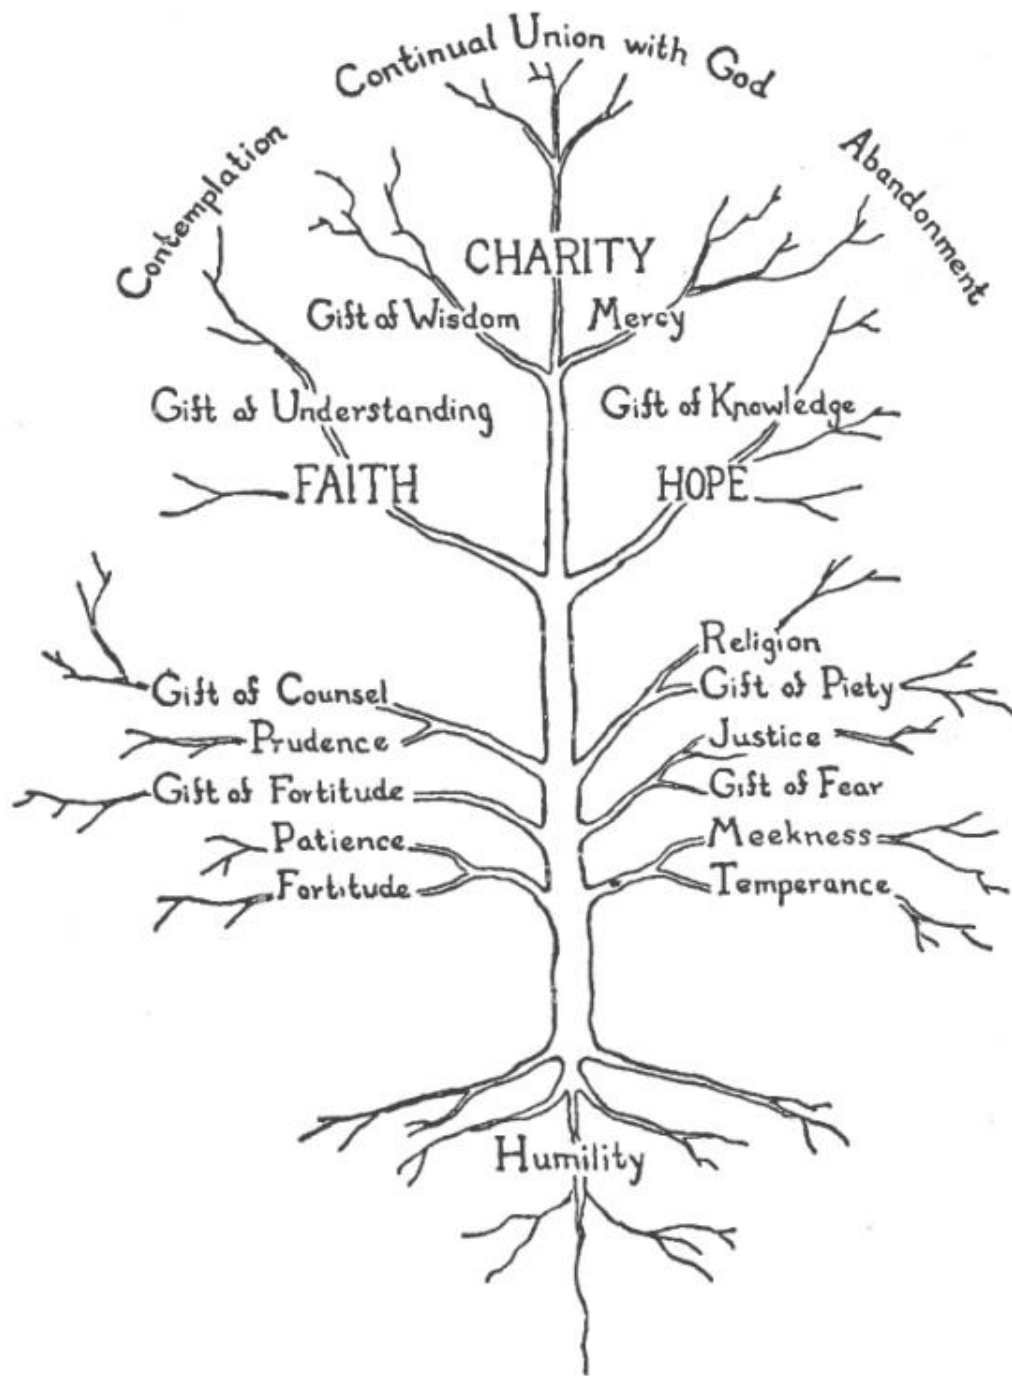 Continual Union with God
Contemplation
Abandonment
CHARITY
Gift of Wisdom
Mercy
Gift of Understanding
Gift of Knowledge
FAITH
HOPE
Religion
Gift of Counsel
Gift of Piety
Prudence
Justice
Gift of Fortitude
Gift of Fear
Patience
Meekness
Fortitude
Temperance
Humility